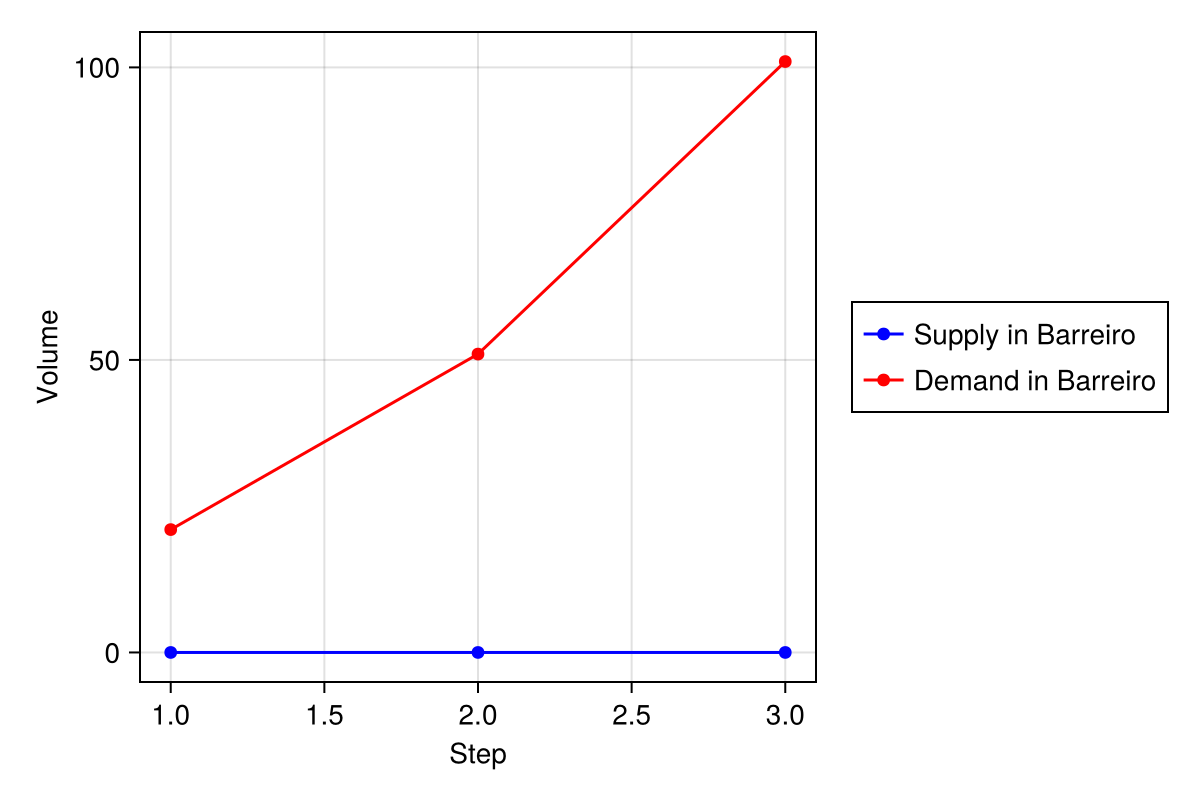 100
50
0
Volume
1.0 1.5 2.0 2.5 3.0
Step
Supply in Barreiro
Demand in Barreiro